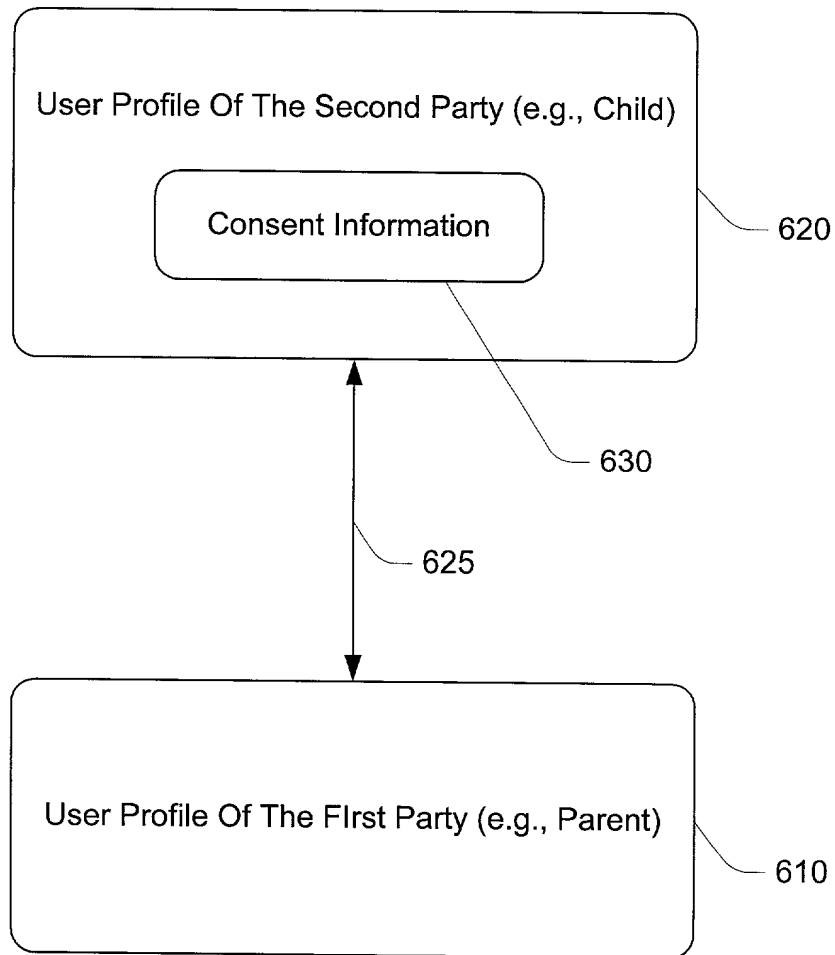 User Profile Of The Second Party (e.g., Child)
Consent Information
620
630
625
User Profile Of The FIrst Party (e.g., Parent)
610